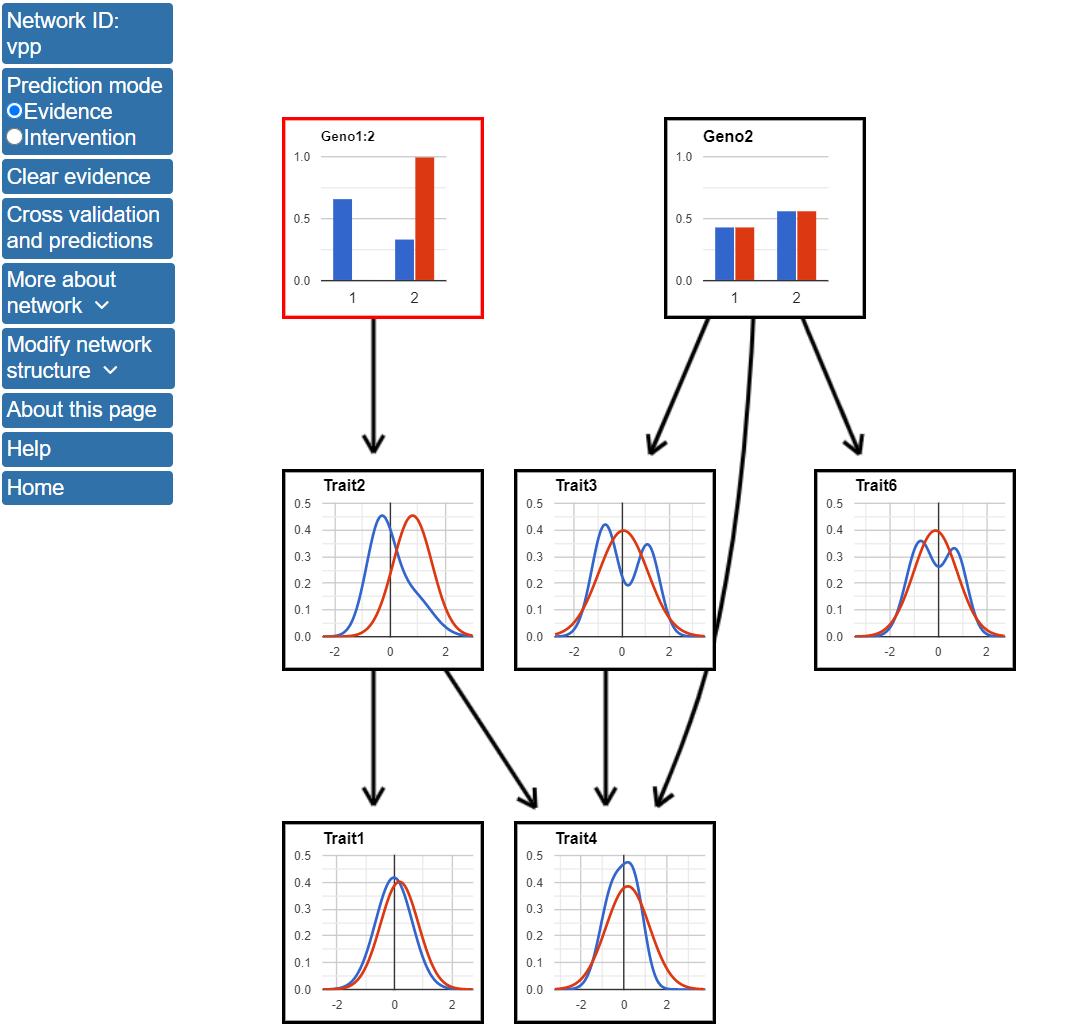 Network ID:
vpp
Prediction mode
Evidence
Intervention
Clear evidence
Cross validation
and predictions
More about
network
Modify network
structure
About this page
Help
Home
Geno1:2
1.0
0.5
0.0
1 2
Geno2
1.0
0.5
0.0
1 2
Trait2
0.5
0.4
0.3
0.2
0.1
0.0
-2 0 2
Trait3
0.5
0.4
0.3
0.2
0.1
0.0
-2 0 2
Trait6
0.5
0.4
0.3
0.2
0.1
0.0
-2 0 2
Trait1
0.5
0.4
0.3
0.2
0.1
0.0
-2 0 2
Trait4
0.5
0.4
0.3
0.2
0.1
0.0
-2 0 2